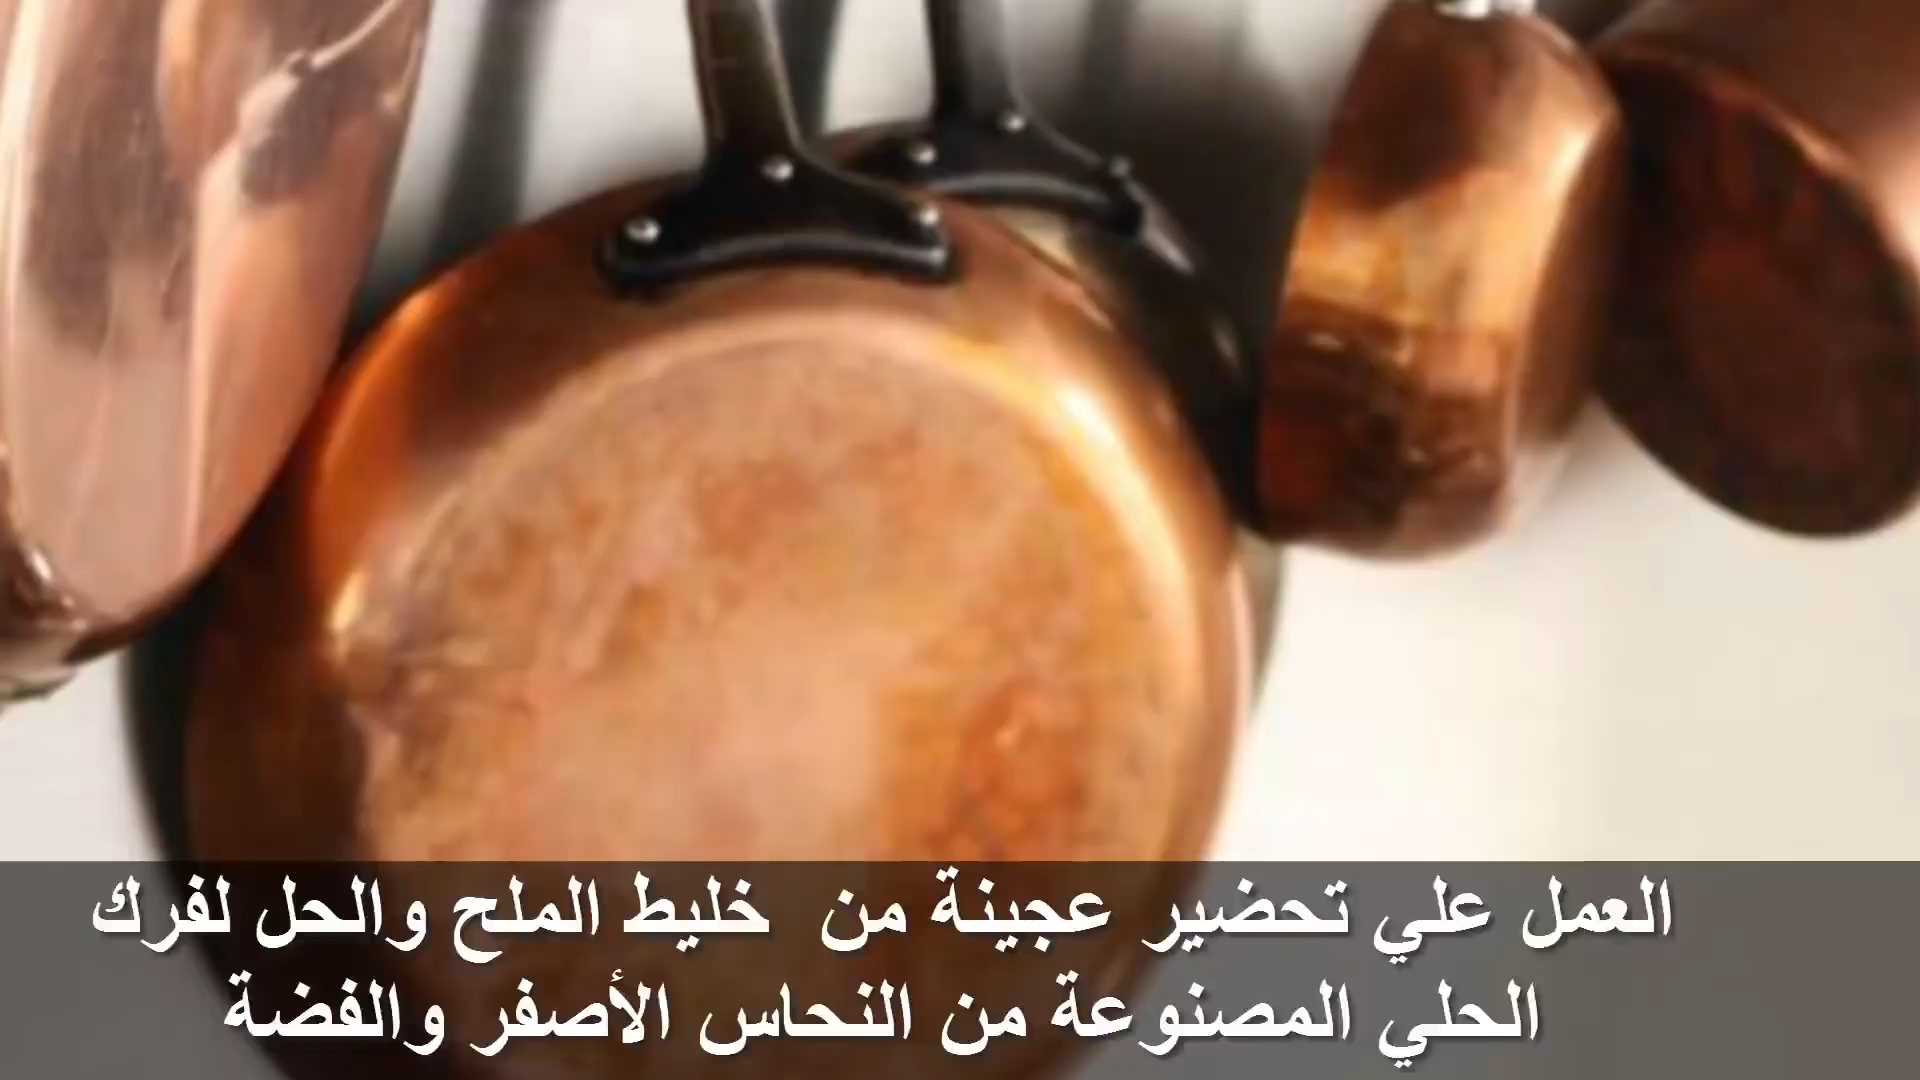 العمل علي تحضير عجينة من خليط الملح والحل لفرك
الحلي المصنوعة من النحاس الأصفر والفضة